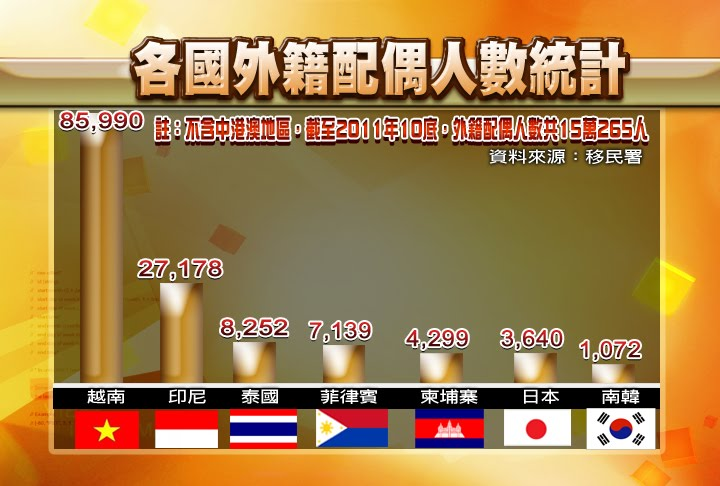 各國外籍配偶人數統計
85,990
註：不含中港澳地區，截至2011年10底，外籍配偶人數共15萬265人
資料來源：移民署
27,178
8,252
7,139
4,299
3,640
1,072
越南 印尼 泰國 菲律賓 柬埔寨 日本 南韓